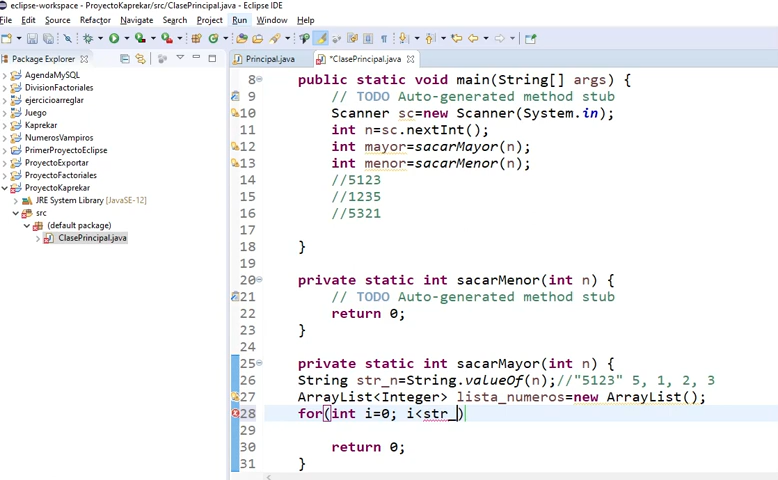 eclipse-workspace - ProyectoKaprekar/src/ClasePrincipal.java - Eclipse IDE
Edit Source Refactor Navigate Search Project Run Window Help
Package Explorer
Principal.java
*ClasePrincipal.java
AgendaMySQL
DivisionFactoriales
ejercicioarreglar
Juego
Kaprekar
NumerosVampiros
PrimerProyectoEclipse
ProyectoExportar
ProyectoFactoriales
ProyectoKaprekar
JRE System Library [JavaSE-12]
src
(default package)
ClasePrincipal.java
8 public static void main(String[] args) {
9 // TODO Auto-generated method stub
10 Scanner sc=new Scanner(System.in);
11 int n=sc.nextInt();
12 int mayor=sacarMayor(n);
13 int menor=sacarMenor(n);
14 //5123
15 //1235
16 //5321
17
18 }
19
20 private static int sacarMenor(int n) {
21 // TODO Auto-generated method stub
22 return 0;
23 }
24
25 private static int sacarMayor(int n) {
26 String str_n=String.valueOf(n);//"5123" 5, 1, 2, 3
27 ArrayList<Integer> lista_numeros=new ArrayList();
28 for(int i=0; i<str_)
29
30 return 0;
31 }